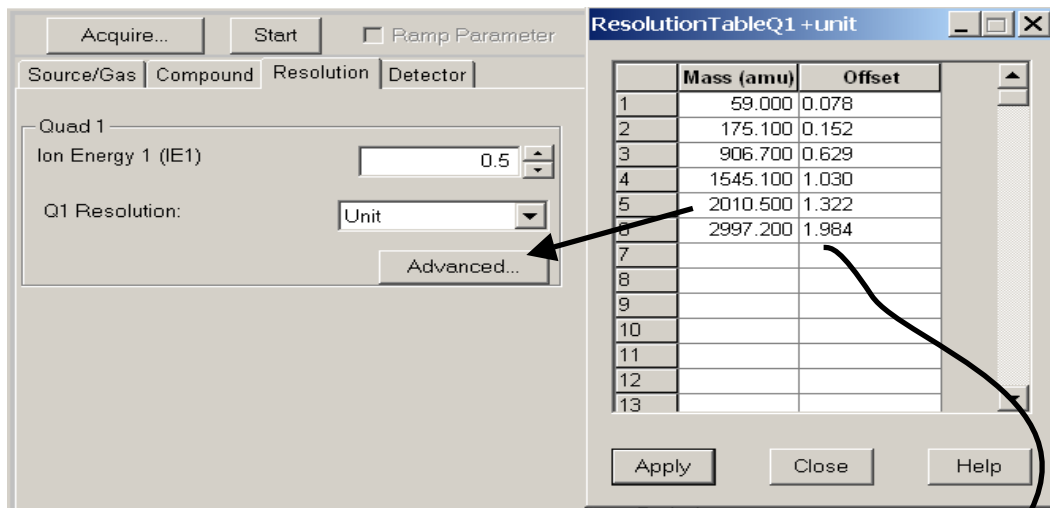 Acquire...
Start
Ramp Parameter
Source/Gas
Compound
Resolution
Detector
Quad 1
Ion Energy 1 (IE1)
0.5
Q1 Resolution:
Unit
Advanced...
ResolutionTableQ1 +unit
Mass (amu) Offset
1 59.000 0.078
2 175.100 0.152
3 906.700 0.629
4 1545.100 1.030
5 2010.500 1.322
6 2997.200 1.984
7
8
9
10
11
12
13
Apply
Close
Help